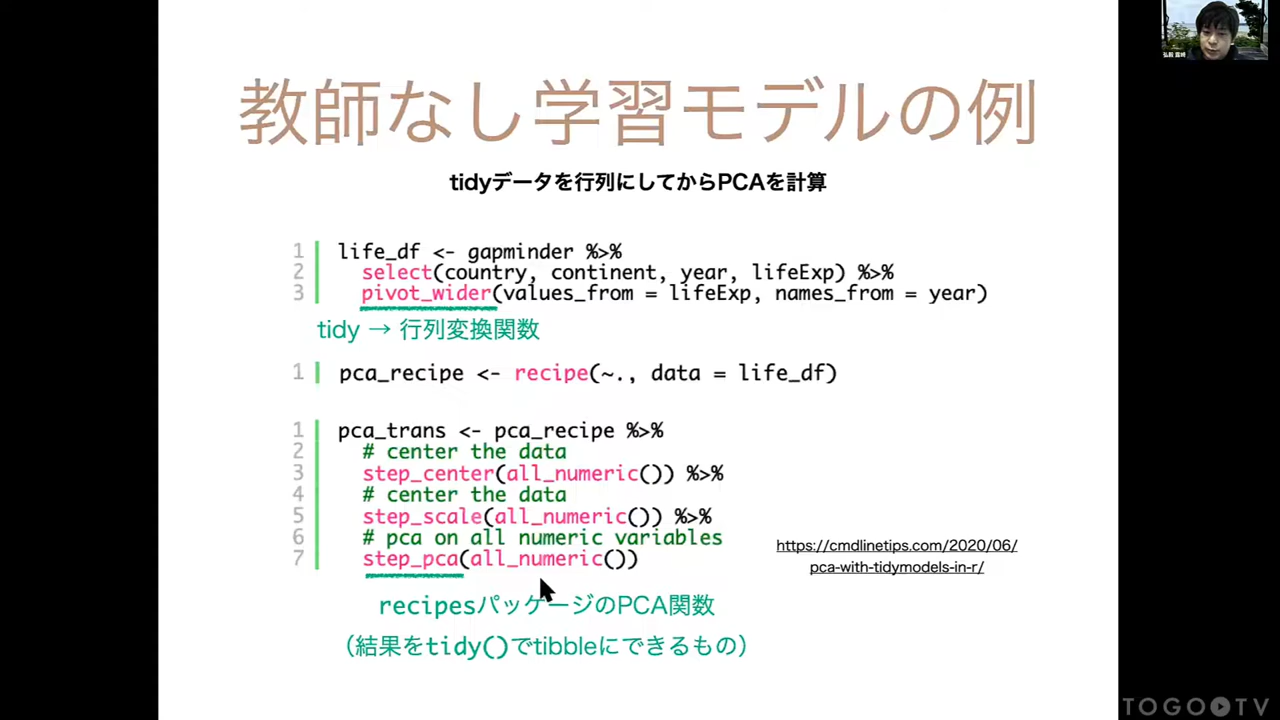 教師なし学習モデルの例
tidyデータを行列にしてからPCAを計算
1 life_df <- gapminder %>%
2 select(country, continent, year, lifeExp) %>%
3 pivot_wider(values_from = lifeExp, names_from = year)
tidy → 行列変換関数
1 pca_recipe <- recipe(~., data = life_df)
1 pca_trans <- pca_recipe %>%
2 # center the data
3 step_center(all_numeric()) %>%
4 # center the data
5 step_scale(all_numeric()) %>%
6 # pca on all numeric variables
7 step_pca(all_numeric())
https://cmdlinetips.com/2020/06/
pca-with-tidymodels-in-r/
recipesパッケージのPCA関数
（結果をtidy()でtibbleにできるもの）
TOGO TV